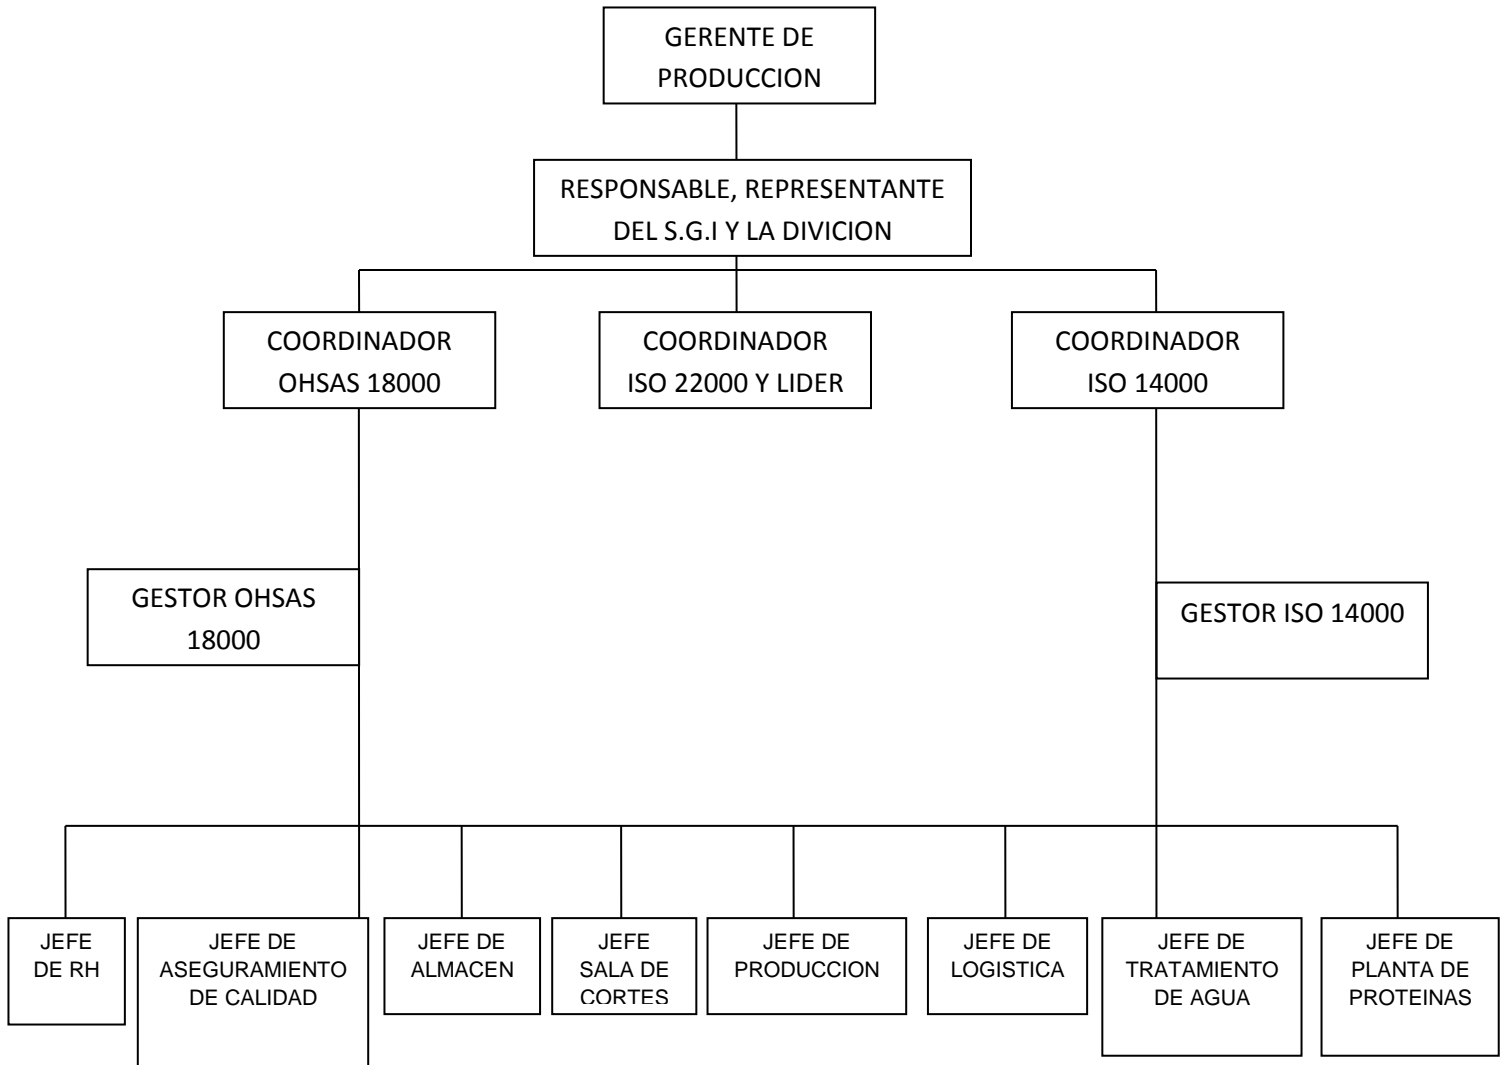 GERENTE DE
PRODUCCION
RESPONSABLE, REPRESENTANTE
DEL S.G.I Y LA DIVICION
COORDINADOR
OHSAS 18000
COORDINADOR
ISO 22000 Y LIDER
COORDINADOR
ISO 14000
GESTOR OHSAS
18000
GESTOR ISO 14000
JEFE
DE RH
JEFE DE
ASEGURAMIENTO
DE CALIDAD
JEFE DE
ALMACEN
JEFE
SALA DE
CORTES
JEFE DE
PRODUCCION
JEFE DE
LOGISTICA
JEFE DE
TRATAMIENTO
DE AGUA
JEFE DE
PLANTA DE
PROTEINAS